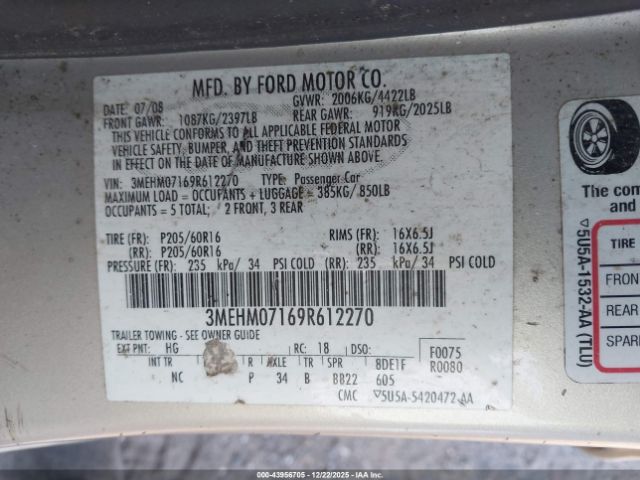 MFD. BY FORD MOTOR CO.
DATE: 07/08 GVWR: 2006KG/4422LB
FRONT GAWR: 1087KG/2397LB REAR GAWR: 919KG/2025LB
THIS VEHICLE CONFORMS TO ALL APPLICABLE FEDERAL MOTOR
VEHICLE SAFETY, BUMPER, AND THEFT PREVENTION STANDARDS
IN EFFECT ON THE DATE OF MANUFACTURE SHOWN ABOVE.
VIN: 3MEHM07169R612270 TYPE: Passenger Car
MAXIMUM LOAD = OCCUPANTS + LUGGAGE = 385KG/ 850LB
OCCUPANTS = 5 TOTAL; 2 FRONT, 3 REAR
TIRE (FR): P205/60R16 RIMS (FR): 16X6.5J
(RR): P205/60R16 (RR): 16X6.5J
PRESSURE (FR): 235 kPa/ 34 PSI COLD (RR): 235 kPa/ 34 PSI COLD
3MEHM07169R612270
TRAILER TOWING - SEE OWNER GUIDE
EXT PNT: HG RC: 18 DSO: F0075
INT TR R AXLE TR SPR 8DE1F R0080
NC P 34 B BB22 605
CMC ▽5U5A-5420472-AA
The con
and
▽5U5A-1532-AA (TLU)
TIRE
FRONT
REAR
SPAR
000-43956705 - 12/22/2025 - IAAI.CA